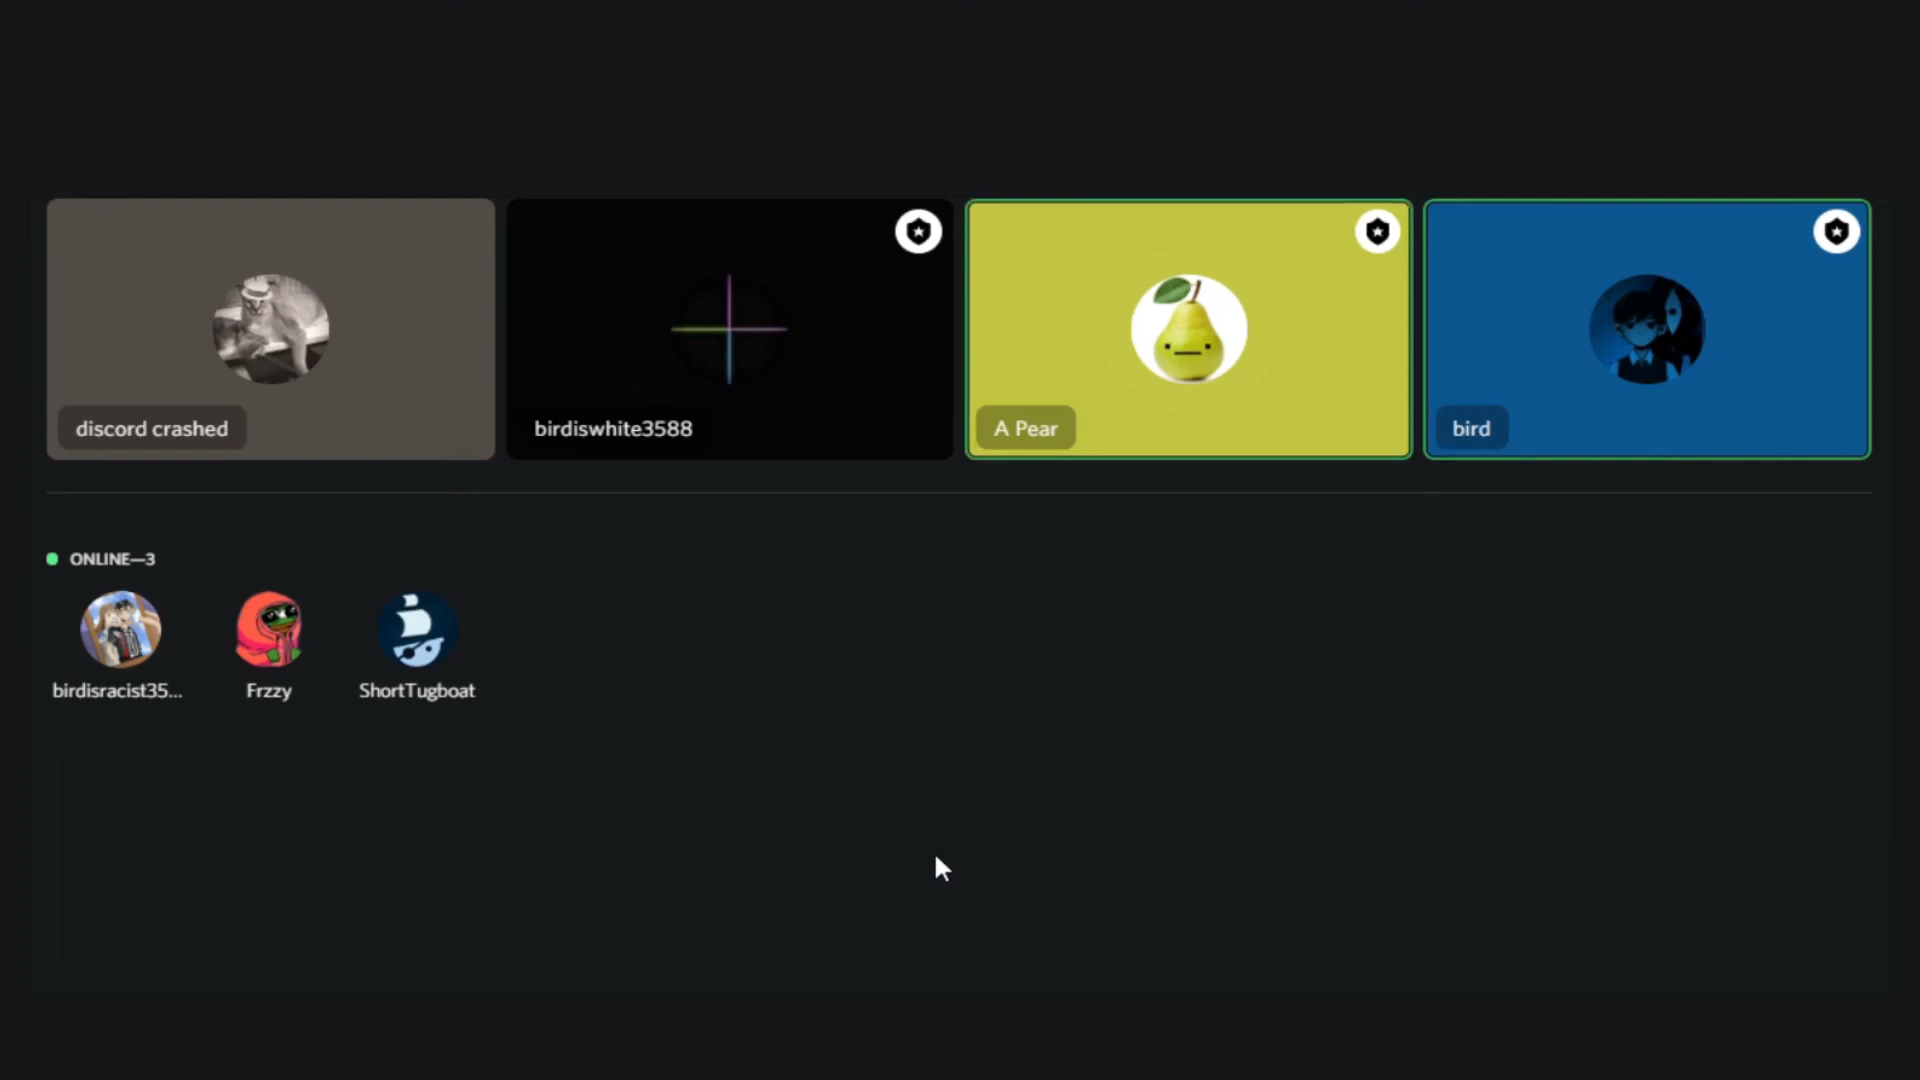 discord crashed
birdiswhite3588
A Pear
bird
ONLINE—3
birdisracist35...
Frzzy
ShortTugboat